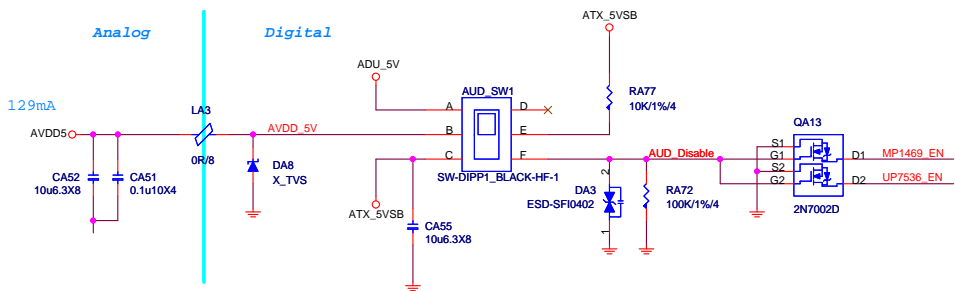 Analog
Digital
ATX_5VSB
ADU_5V
AUD_SW1
RA77
10K/1%/4
129mA
LA3
A
D
QA13
AVDD5
AVDD_5V
B
E
S1
G1
D1
MP1469_EN
0R/8
C
F
AUD_Disable
S2
DA8
X_TVS
SW-DIPP1_BLACK-HF-1
G2
D2
UP7536_EN
CA52
10u6.3X8
CA51
0.1u10X4
2
DA3
ESD-SFI0402
RA72
100K/1%/4
2N7002D
ATX_5VSB
CA55
10u6.3X8
1